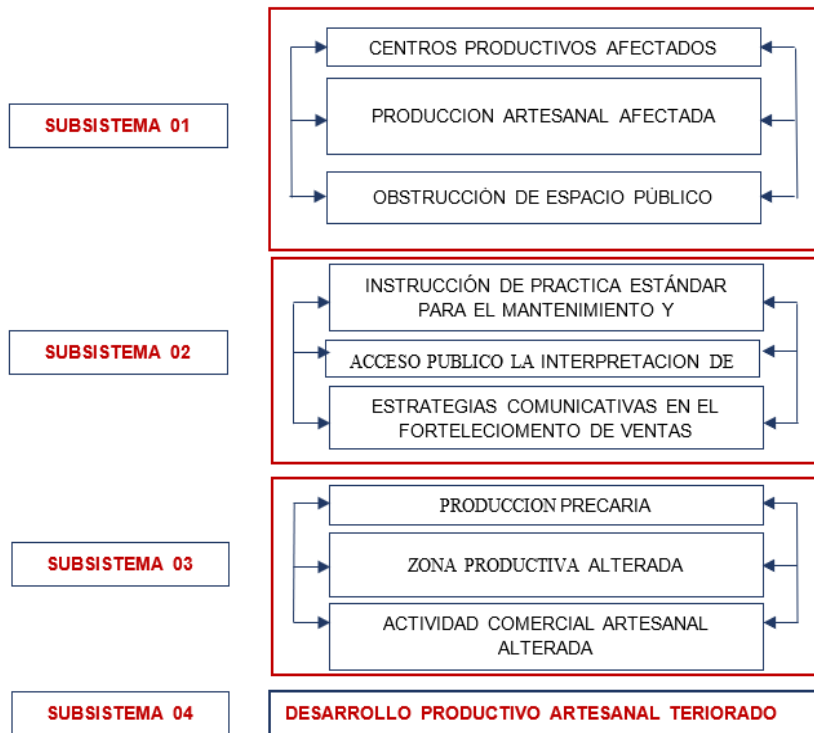 CENTROS PRODUCTIVOS AFECTADOS
SUBSISTEMA 01
PRODUCCION ARTESANAL AFECTADA
OBSTRUCCIÓN DE ESPACIO PÚBLICO
INSTRUCCIÓN DE PRACTICA ESTÁNDAR
PARA EL MANTENIMIENTO Y
SUBSISTEMA 02
ACCESO PUBLICO LA INTERPRETACION DE
ESTRATEGIAS COMUNICATIVAS EN EL
FORTELECIOMENTO DE VENTAS
PRODUCCION PRECARIA
SUBSISTEMA 03
ZONA PRODUCTIVA ALTERADA
ACTIVIDAD COMERCIAL ARTESANAL
ALTERADA
SUBSISTEMA 04
DESARROLLO PRODUCTIVO ARTESANAL TERIORADO